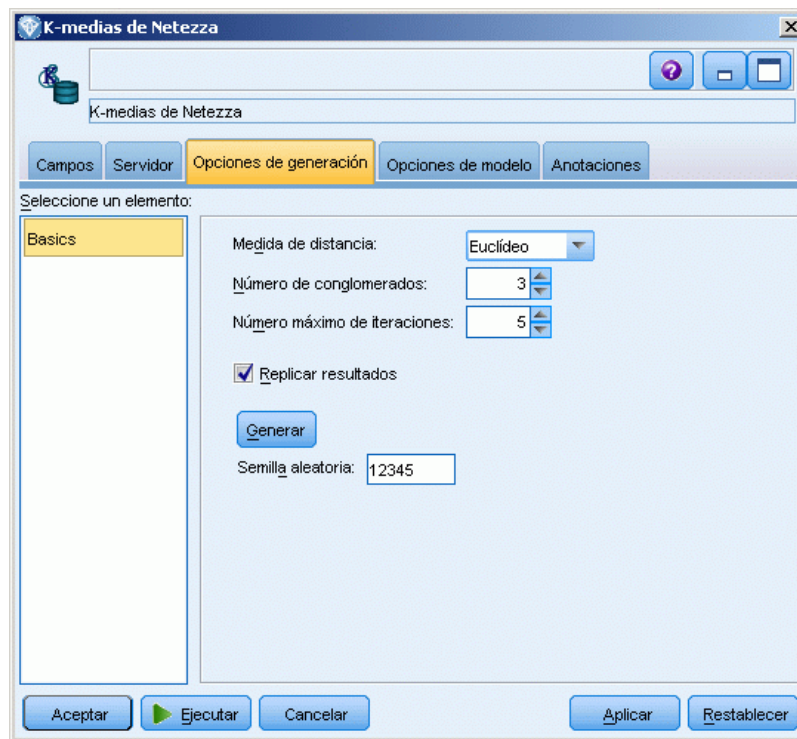 K-medias de Netezza
K-medias de Netezza
Campos Servidor Opciones de generación Opciones de modelo Anotaciones
Seleccione un elemento:
Basics
Medida de distancia: Euclídeo
Número de conglomerados: 3
Número máximo de iteraciones: 5
Replicar resultados
Generar
Semilla aleatoria: 12345
Aceptar Ejecutar Cancelar Aplicar Restablecer